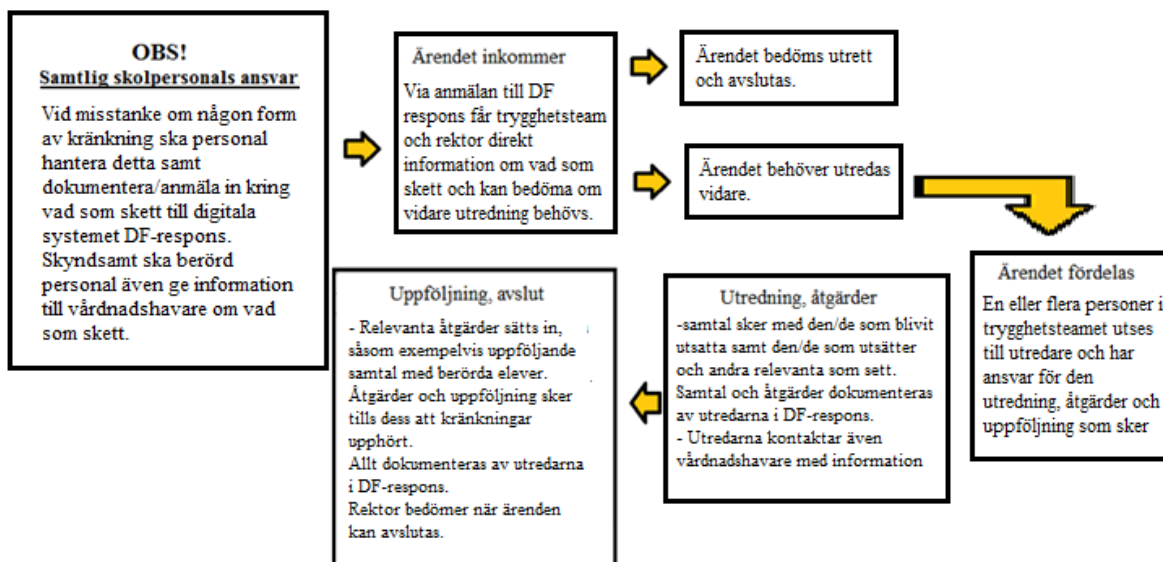 OBS!
Samtlig skolpersonals ansvar
Vid misstanke om någon form
av kränkning ska personal
hantera detta samt
dokumentera/anmäla in kring
vad som skett till digitala
systemet DF-respons.
Skyndsamt ska berörd
personal även ge information
till vårdnadshavare om vad
som skett.
Ärendet inkommer
Via anmälan till DF
respons får trygghetsteam
och rektor direkt
information om vad som
skett och kan bedöma om
vidare utredning behövs.
Ärendet bedöms utrett
och avslutas.
Ärendet behöver utredas
vidare.
Ärendet fördelas
En eller flera personer i
trygghetsteamet utses
till utredare och har
ansvar för den
utredning, åtgärder och
uppföljning som sker
Utredning, åtgärder
-samtal sker med den/de som blivit
utsatta samt den/de som utsätter
och andra relevanta som sett.
Samtal och åtgärder dokumenteras
av utredarna i DF-respons.
- Utredarna kontaktar även
vårdnadshavare med information
Uppföljning, avslut
- Relevanta åtgärder sätts in,
såsom exempelvis uppföljande
samtal med berörda elever.
Åtgärder och uppföljning sker
tills dess att kränkningar
upphört.
Allt dokumenteras av utredarna
i DF-respons.
Rektor bedömer när ärenden
kan avslutas.